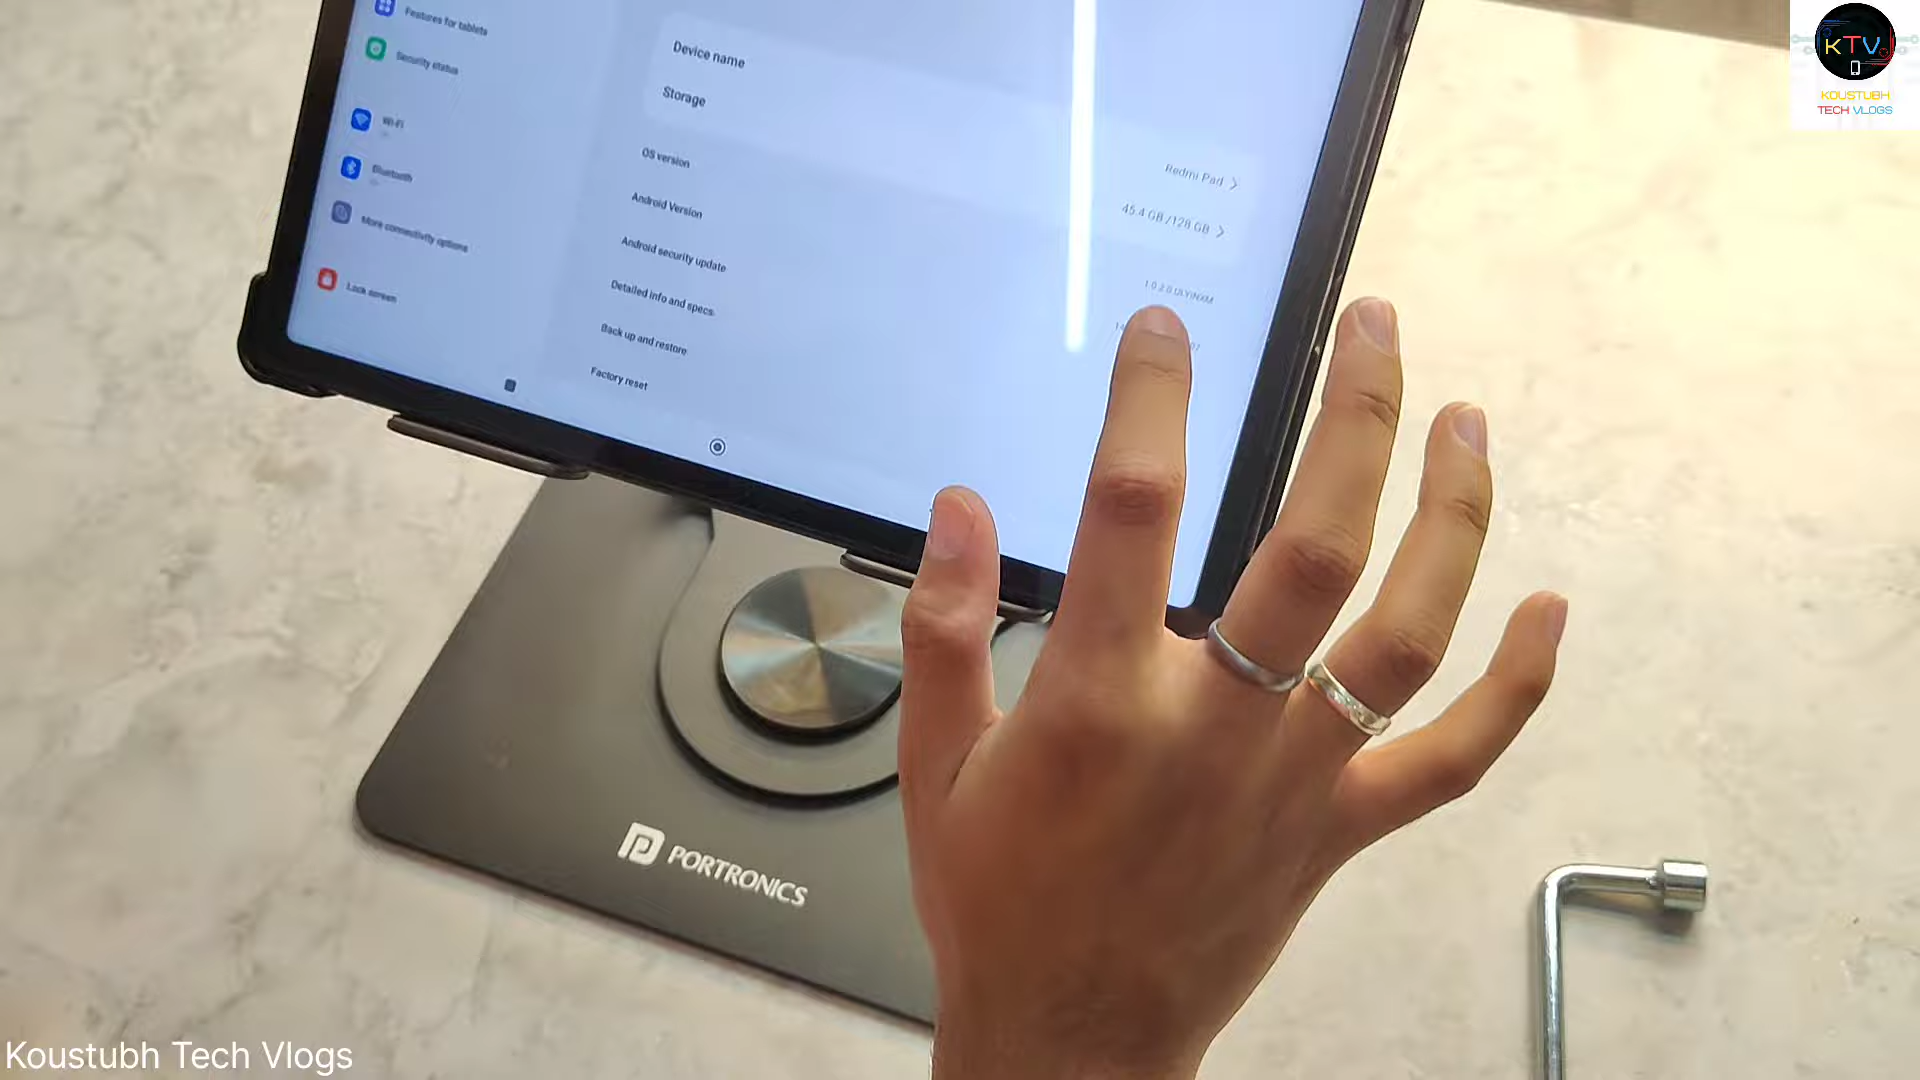 Features for tablets
Security status
Wi-Fi
Bluetooth
More connectivity options
Lock screen
Device name
Redmi Pad
Storage
45.4 GB /128 GB
OS version
Android Version
Android security update
Detailed info and specs.
Back up and restore
Factory reset
PORTRONICS
KTV
KOUSTUBH
TECH VLOGS
Koustubh Tech Vlogs